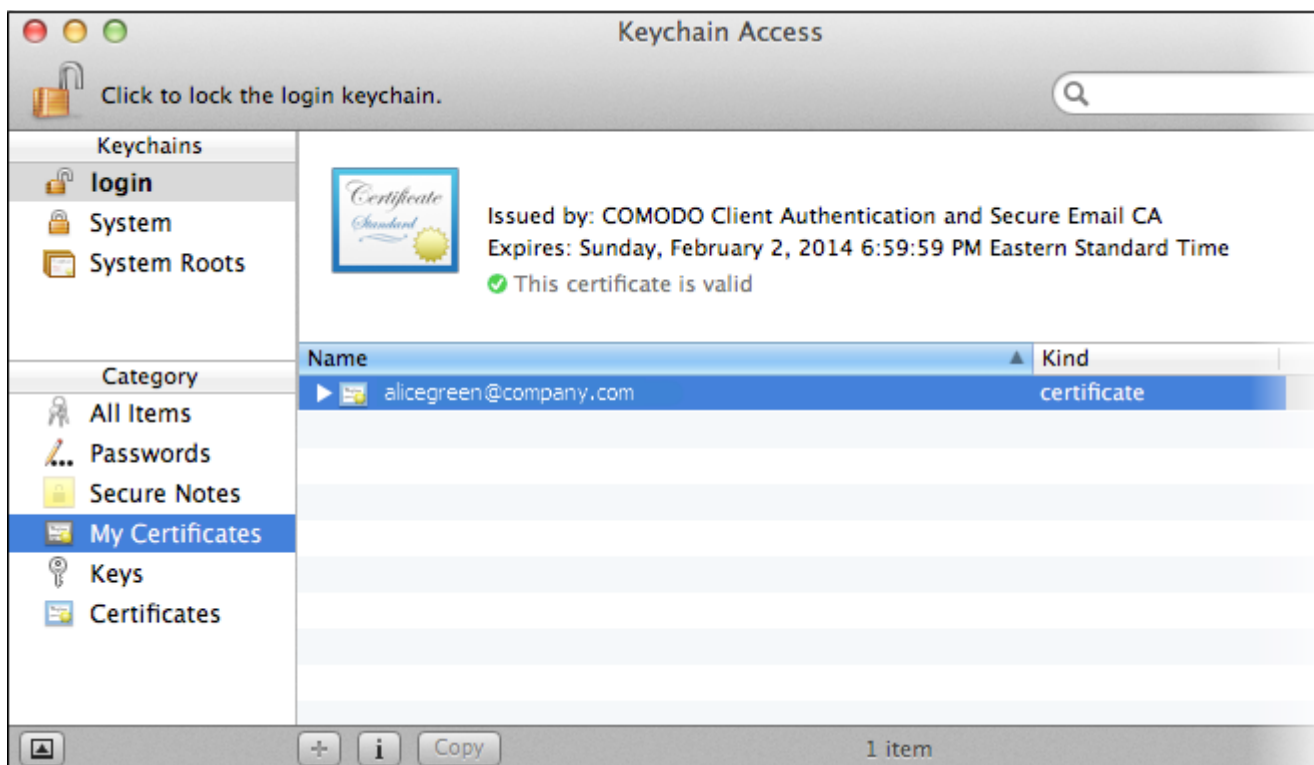 Keychain Access
Click to lock the login keychain.
Keychains
login
System
System Roots
Certificate
Standard
Issued by: COMODO Client Authentication and Secure Email CA
Expires: Sunday, February 2, 2014 6:59:59 PM Eastern Standard Time
This certificate is valid
Name Kind
alicegreen@company.com certificate
Category
All Items
Passwords
Secure Notes
My Certificates
Keys
Certificates
Copy
1 item